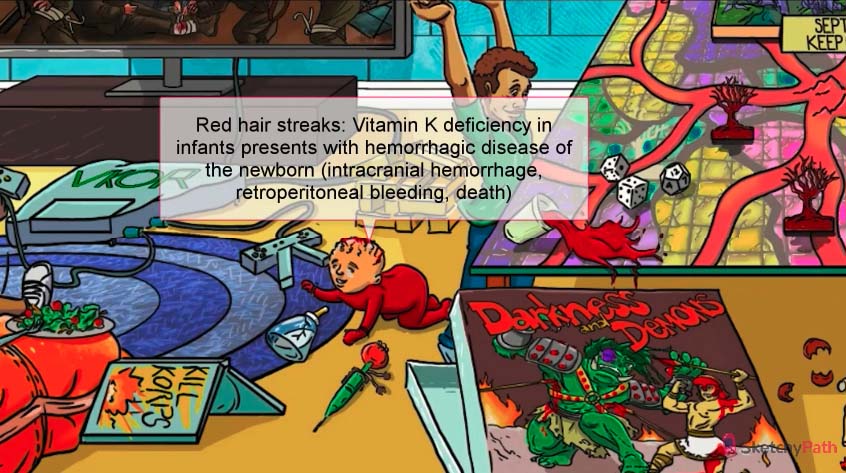 SEPT
KEEP
Red hair streaks: Vitamin K deficiency in
infants presents with hemorrhagic disease of
the newborn (intracranial hemorrhage,
retroperitoneal bleeding, death)
VKOR
Darkness
and
Demons
KILL
KORPS
SketchyPath